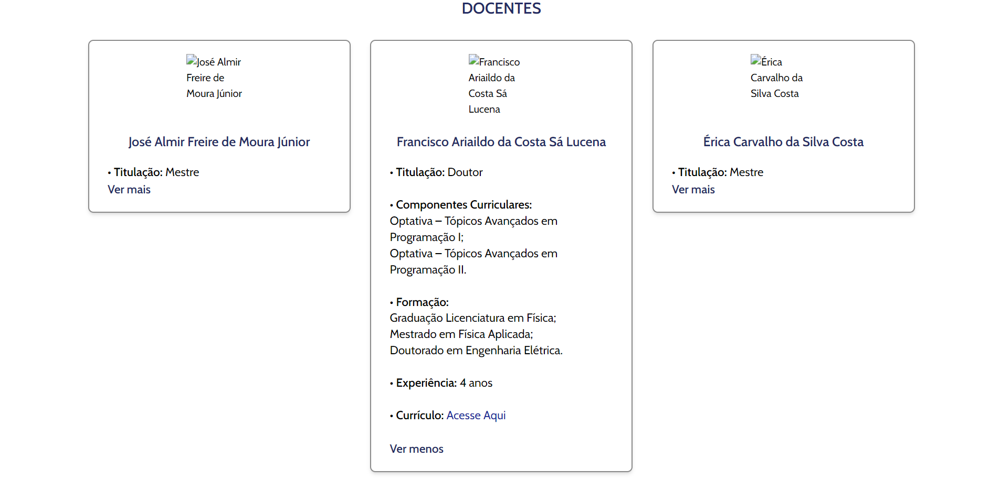 DOCENTES
José Almir
Freire de
Moura Júnior
José Almir Freire de Moura Júnior
• Titulação: Mestre
Ver mais
Francisco
Ariaildo da
Costa Sá
Lucena
Francisco Ariaildo da Costa Sá Lucena
• Titulação: Doutor
• Componentes Curriculares:
Optativa – Tópicos Avançados em
Programação I;
Optativa – Tópicos Avançados em
Programação II.
• Formação:
Graduação Licenciatura em Física;
Mestrado em Física Aplicada;
Doutorado em Engenharia Elétrica.
• Experiência: 4 anos
• Currículo: Acesse Aqui
Ver menos
Érica
Carvalho da
Silva Costa
Érica Carvalho da Silva Costa
• Titulação: Mestre
Ver mais